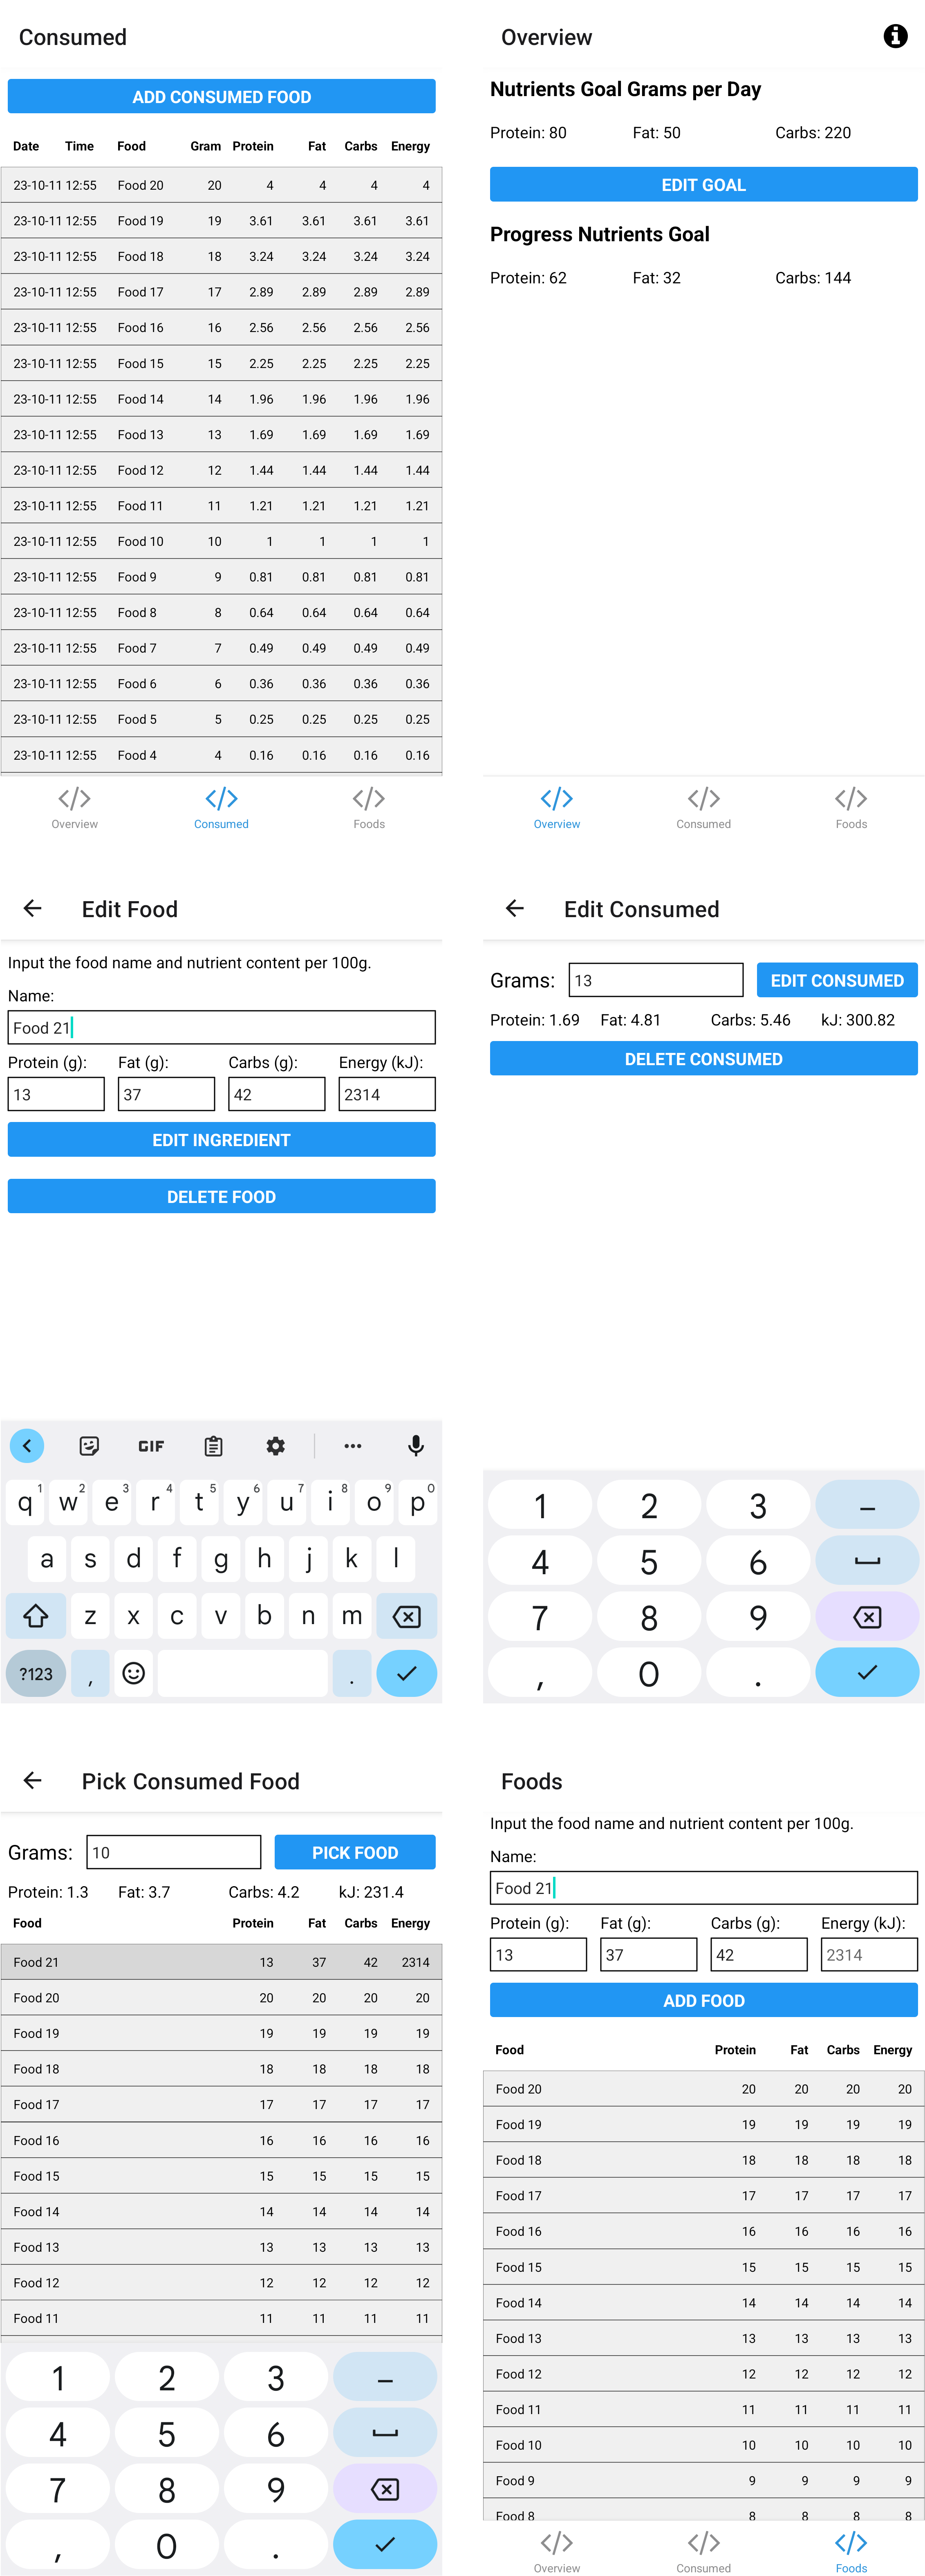 Consumed
ADD CONSUMED FOOD
Date Time Food Gram Protein Fat Carbs Energy
23-10-11 12:55 Food 20 20 4 4 4 4
23-10-11 12:55 Food 19 19 3.61 3.61 3.61 3.61
23-10-11 12:55 Food 18 18 3.24 3.24 3.24 3.24
23-10-11 12:55 Food 17 17 2.89 2.89 2.89 2.89
23-10-11 12:55 Food 16 16 2.56 2.56 2.56 2.56
23-10-11 12:55 Food 15 15 2.25 2.25 2.25 2.25
23-10-11 12:55 Food 14 14 1.96 1.96 1.96 1.96
23-10-11 12:55 Food 13 13 1.69 1.69 1.69 1.69
23-10-11 12:55 Food 12 12 1.44 1.44 1.44 1.44
23-10-11 12:55 Food 11 11 1.21 1.21 1.21 1.21
23-10-11 12:55 Food 10 10 1 1 1 1
23-10-11 12:55 Food 9 9 0.81 0.81 0.81 0.81
23-10-11 12:55 Food 8 8 0.64 0.64 0.64 0.64
23-10-11 12:55 Food 7 7 0.49 0.49 0.49 0.49
23-10-11 12:55 Food 6 6 0.36 0.36 0.36 0.36
23-10-11 12:55 Food 5 5 0.25 0.25 0.25 0.25
23-10-11 12:55 Food 4 4 0.16 0.16 0.16 0.16
Overview Consumed Foods
Overview
Nutrients Goal Grams per Day
Protein: 80 Fat: 50 Carbs: 220
EDIT GOAL
Progress Nutrients Goal
Protein: 62 Fat: 32 Carbs: 144
Overview Consumed Foods
Edit Food
Input the food name and nutrient content per 100g.
Name:
Food 21
Protein (g): Fat (g): Carbs (g): Energy (kJ):
13 37 42 2314
EDIT INGREDIENT
DELETE FOOD
GIF
1 2 3 4 5 6 7 8 9 0
q w e r t y u i o p
a s d f g h j k l
z x c v b n m
?123 , .
Edit Consumed
Grams: 13 EDIT CONSUMED
Protein: 1.69 Fat: 4.81 Carbs: 5.46 kJ: 300.82
DELETE CONSUMED
1 2 3 –
4 5 6
7 8 9
, 0 .
Pick Consumed Food
Grams: 10 PICK FOOD
Protein: 1.3 Fat: 3.7 Carbs: 4.2 kJ: 231.4
Food Protein Fat Carbs Energy
Food 21 13 37 42 2314
Food 20 20 20 20 20
Food 19 19 19 19 19
Food 18 18 18 18 18
Food 17 17 17 17 17
Food 16 16 16 16 16
Food 15 15 15 15 15
Food 14 14 14 14 14
Food 13 13 13 13 13
Food 12 12 12 12 12
Food 11 11 11 11 11
1 2 3 –
4 5 6
7 8 9
, 0 .
Foods
Input the food name and nutrient content per 100g.
Name:
Food 21
Protein (g): Fat (g): Carbs (g): Energy (kJ):
13 37 42 2314
ADD FOOD
Food Protein Fat Carbs Energy
Food 20 20 20 20 20
Food 19 19 19 19 19
Food 18 18 18 18 18
Food 17 17 17 17 17
Food 16 16 16 16 16
Food 15 15 15 15 15
Food 14 14 14 14 14
Food 13 13 13 13 13
Food 12 12 12 12 12
Food 11 11 11 11 11
Food 10 10 10 10 10
Food 9 9 9 9 9
Food 8 8 8 8 8
Overview Consumed Foods